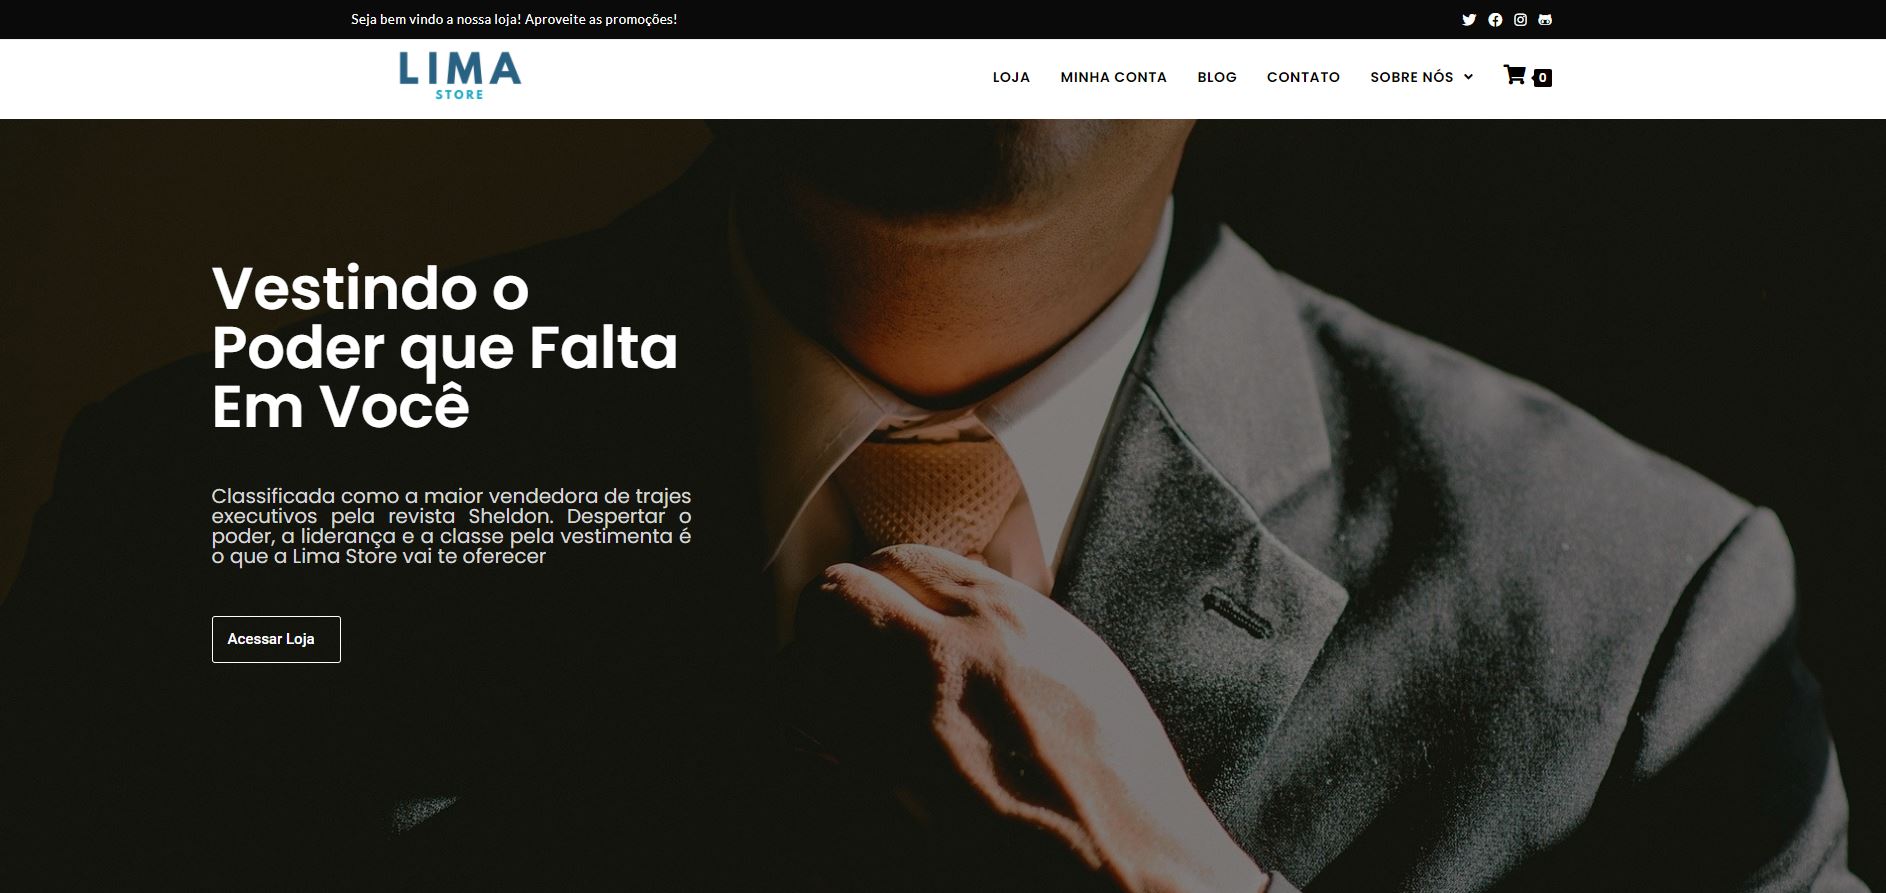 Seja bem vindo a nossa loja! Aproveite as promoções!
LIMA
STORE
LOJA MINHA CONTA BLOG CONTATO SOBRE NÓS 0
Vestindo o
Poder que Falta
Em Você
Classificada como a maior vendedora de trajes
executivos pela revista Sheldon. Despertar o
poder, a liderança e a classe pela vestimenta é
o que a Lima Store vai te oferecer
Acessar Loja